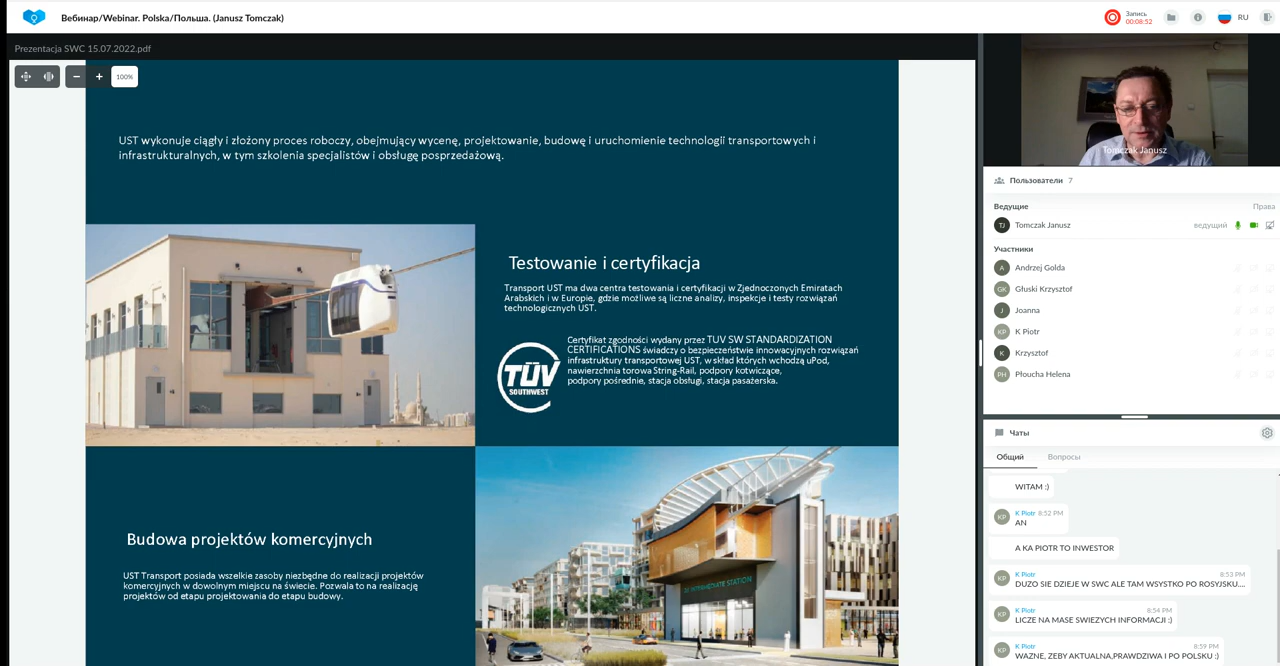 Вебинар/Webinar. Polska/Польша. (Janusz Tomczak)
Запись
00:08:52
RU
Prezentacja SWC 15.07.2022.pdf
100%
UST wykonuje ciągły i złożony proces roboczy, obejmujący wycenę, projektowanie, budowę i uruchomienie technologii transportowych i
infrastrukturalnych, w tym szkolenia specjalistów i obsługę posprzedażową.
Testowanie i certyfikacja
Transport UST ma dwa centra testowania i certyfikacji w Zjednoczonych Emiratach
Arabskich i w Europie, gdzie możliwe są liczne analizy, inspekcje i testy rozwiązań
technologicznych UST.
Certyfikat zgodności wydany przez TUV SW STANDARDIZATION
CERTIFICATIONS świadczy o bezpieczeństwie innowacyjnych rozwiązań
infrastruktury transportowej UST, w skład których wchodzą uPod,
nawierzchnia torowa String-Rail, podpory kotwiczące,
podpory pośrednie, stacja obsługi, stacja pasażerska.
TÜV
SOUTHWEST
Budowa projektów komercyjnych
UST Transport posiada wszelkie zasoby niezbędne do realizacji projektów
komercyjnych w dowolnym miejscu na świecie. Pozwala to na realizację
projektów od etapu projektowania do etapu budowy.
INTERMEDIATE STATION
Tomczak Janusz
Пользователи 7
Ведущие Права
TJ Tomczak Janusz ведущий
Участники
A Andrzej Golda
GK Głuski Krzysztof
J Joanna
KP K Piotr
K Krzysztof
PH Płoucha Helena
Чаты
Общий Вопросы
WITAM :)
KP K Piotr 8:52 PM
AN
A KA PIOTR TO INWESTOR
KP K Piotr 8:53 PM
DUZO SIE DZIEJE W SWC ALE TAM WSYSTKO PO ROSYJSKU....
KP K Piotr 8:54 PM
LICZE NA MASE SWIEZYCH INFORMACJI :)
KP K Piotr 8:59 PM
WAZNE, ZEBY AKTUALNA,PRAWDZIWA I PO POLSKU :)